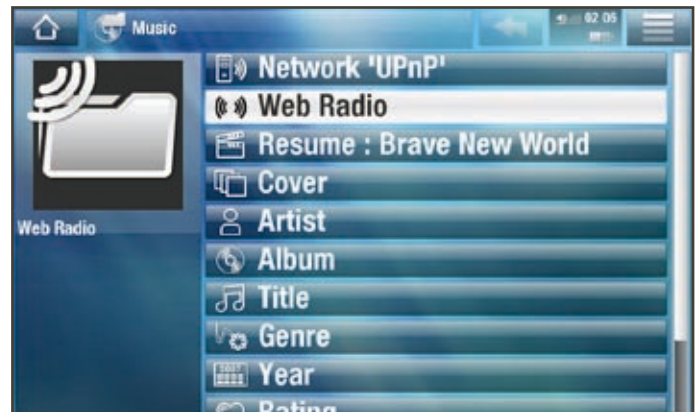 Music
02 05
Network 'UPnP'
Web Radio
Resume : Brave New World
Cover
Artist
Web Radio
Album
Title
Genre
Year
Rating